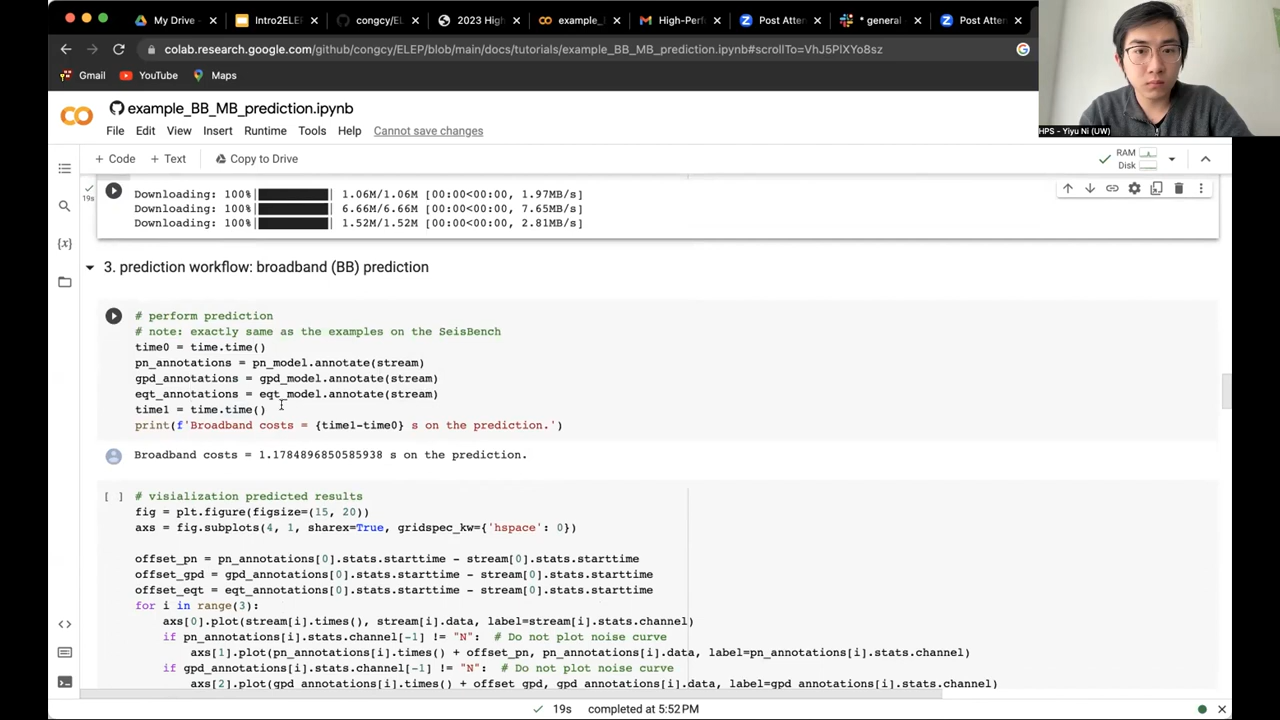 My Drive -
Intro2ELEP
congcy/EL
2023 High
example_
High-Perf
Post Atten
* general -
Post Atten
colab.research.google.com/github/congcy/ELEP/blob/main/docs/tutorials/example_BB_MB_prediction.ipynb#scrollTo=VhJ5PlXYo8sz
Gmail YouTube Maps
HPS - Yiyu Ni (UW)
example_BB_MB_prediction.ipynb
File Edit View Insert Runtime Tools Help Cannot save changes
+ Code + Text Copy to Drive
RAM
Disk
19s
Downloading: 100% 1.06M/1.06M [00:00<00:00, 1.97MB/s]
Downloading: 100% 6.66M/6.66M [00:00<00:00, 7.65MB/s]
Downloading: 100% 1.52M/1.52M [00:00<00:00, 2.81MB/s]
3. prediction workflow: broadband (BB) prediction
# perform prediction
# note: exactly same as the examples on the SeisBench
time0 = time.time()
pn_annotations = pn_model.annotate(stream)
gpd_annotations = gpd_model.annotate(stream)
eqt_annotations = eqt_model.annotate(stream)
time1 = time.time()
print(f'Broadband costs = {time1-time0} s on the prediction.')
Broadband costs = 1.1784896850585938 s on the prediction.
[ ] # visialization predicted results
fig = plt.figure(figsize=(15, 20))
axs = fig.subplots(4, 1, sharex=True, gridspec_kw={'hspace': 0})
offset_pn = pn_annotations[0].stats.starttime - stream[0].stats.starttime
offset_gpd = gpd_annotations[0].stats.starttime - stream[0].stats.starttime
offset_eqt = eqt_annotations[0].stats.starttime - stream[0].stats.starttime
for i in range(3):
axs[0].plot(stream[i].times(), stream[i].data, label=stream[i].stats.channel)
if pn_annotations[i].stats.channel[-1] != "N": # Do not plot noise curve
axs[1].plot(pn_annotations[i].times() + offset_pn, pn_annotations[i].data, label=pn_annotations[i].stats.channel)
if gpd_annotations[i].stats.channel[-1] != "N": # Do not plot noise curve
axs[2].plot(gpd_annotations[i].times() + offset_gpd, gpd_annotations[i].data, label=gpd_annotations[i].stats.channel)
19s completed at 5:52PM